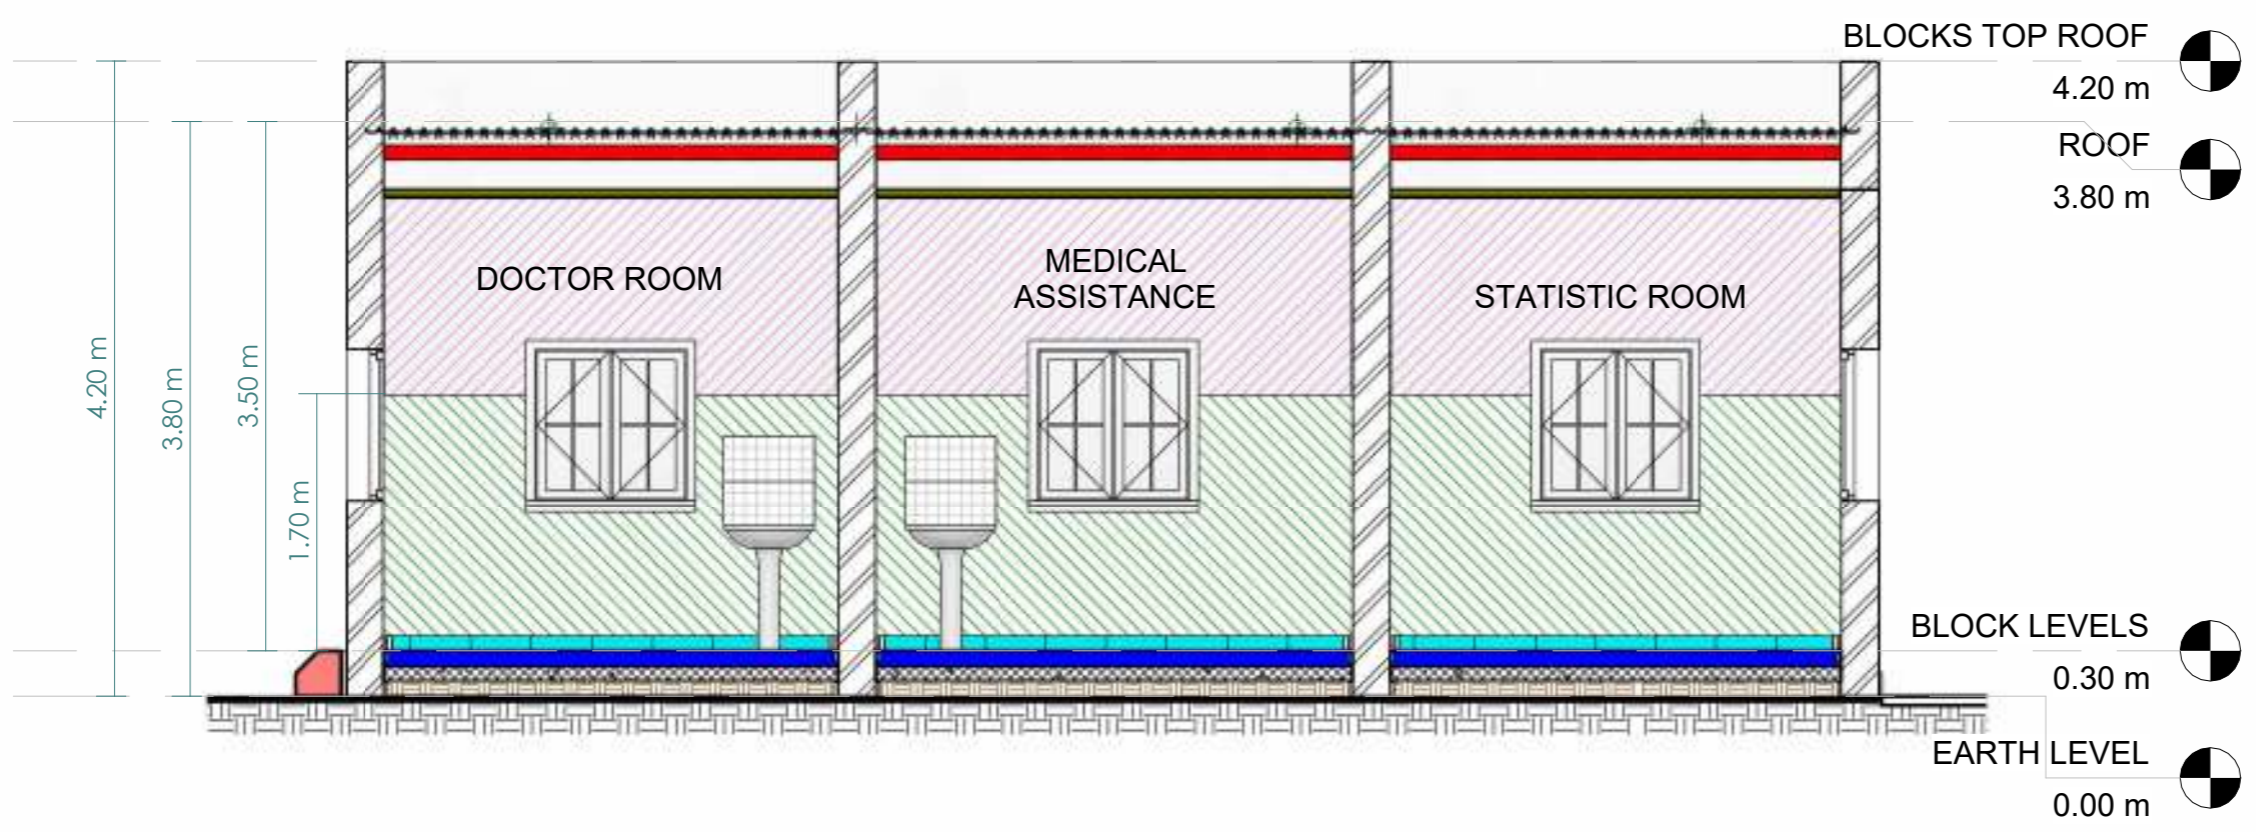 BLOCKS TOP ROOF
4.20 m
ROOF
3.80 m
DOCTOR ROOM
MEDICAL
ASSISTANCE
STATISTIC ROOM
4.20 m
3.80 m
3.50 m
1.70 m
BLOCK LEVELS
0.30 m
EARTH LEVEL
0.00 m